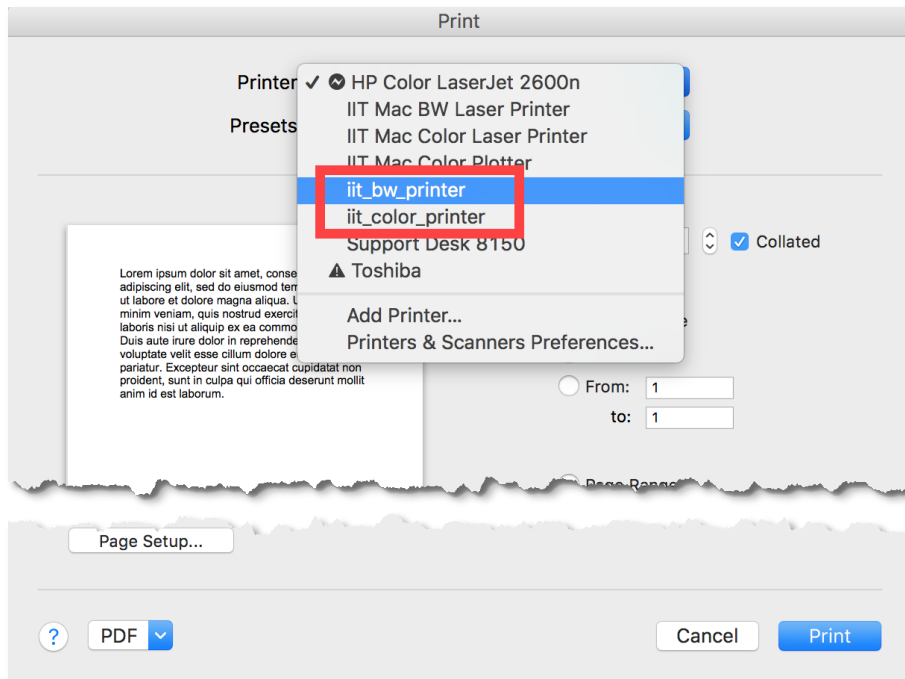 Print
Printer
HP Color LaserJet 2600n
IIT Mac BW Laser Printer
Presets
IIT Mac Color Laser Printer
IIT Mac Color Plotter
iit_bw_printer
iit_color_printer
Support Desk 8150
Collated
Toshiba
Add Printer...
Printers & Scanners Preferences...
Lorem ipsum dolor sit amet, conse
adipiscing elit, sed do eiusmod tem
ut labore et dolore magna aliqua. U
minim veniam, quis nostrud exercit
laboris nisi ut aliquip ex ea commo
Duis aute irure dolor in reprehende
voluptate velit esse cillum dolore e
pariatur. Excepteur sint occaecat cupidatat non
proident, sunt in culpa qui officia deserunt mollit
anim id est laborum.
From: 1
to: 1
Page Range
Page Setup...
? PDF
Cancel
Print